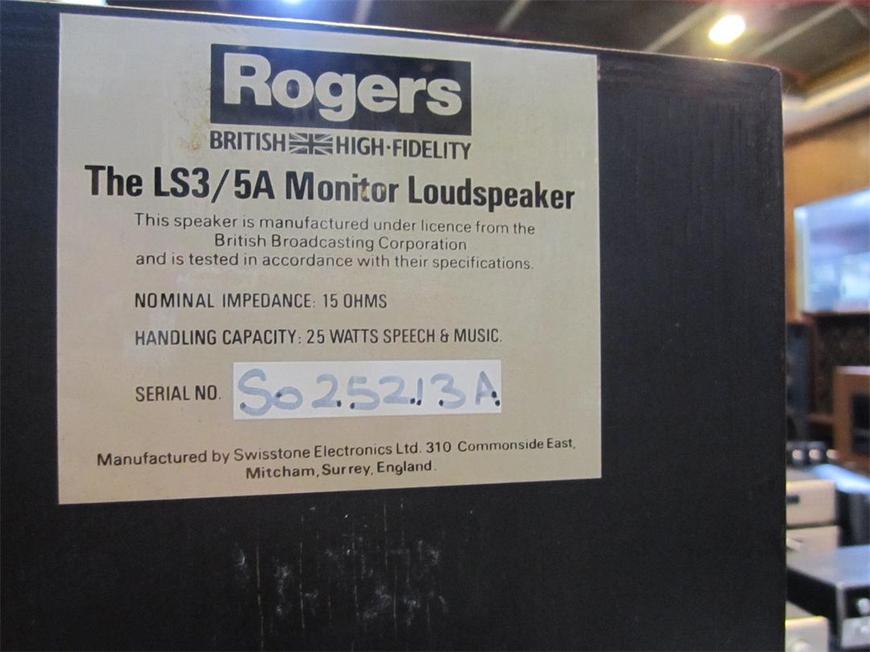 Rogers
BRITISH HIGH·FIDELITY
The LS3/5A Monitor Loudspeaker
This speaker is manufactured under licence from the
British Broadcasting Corporation
and is tested in accordance with their specifications.
NOMINAL IMPEDANCE: 15 OHMS
HANDLING CAPACITY: 25 WATTS SPEECH & MUSIC.
SERIAL NO. So25213A
Manufactured by Swisstone Electronics Ltd. 310 Commonside East,
Mitcham, Surrey, England.